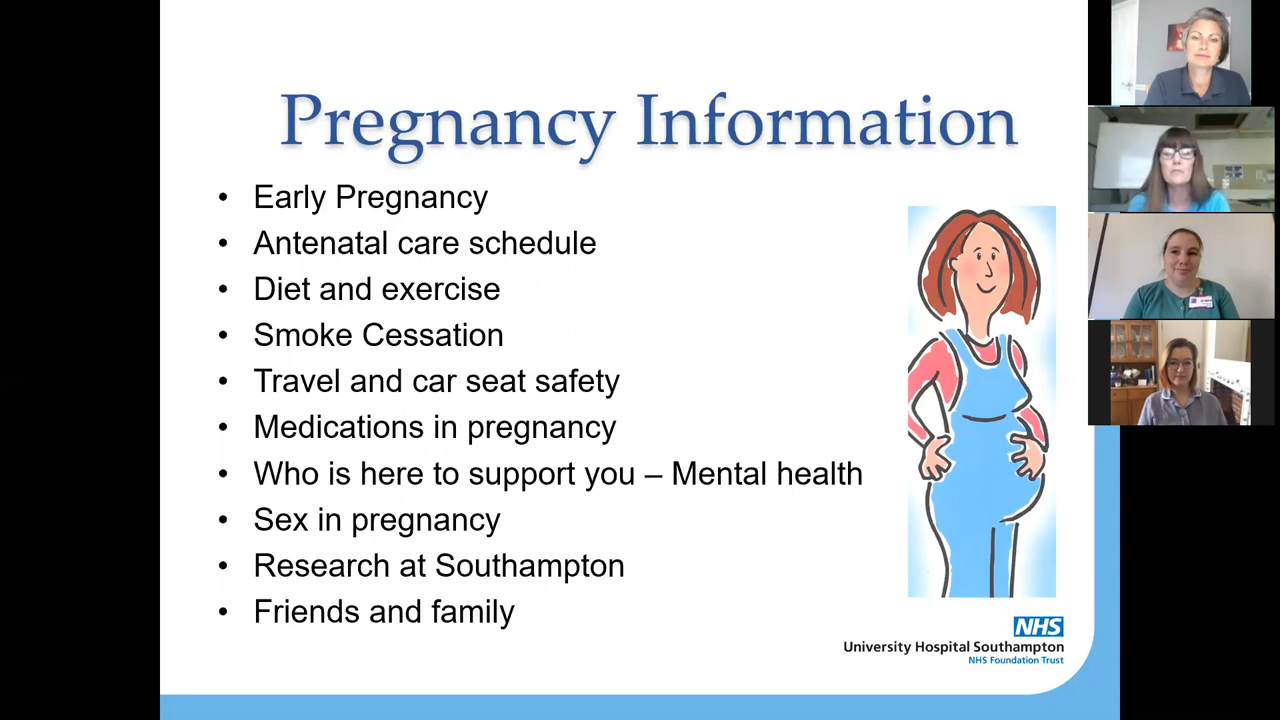 Pregnancy Information
• Early Pregnancy
• Antenatal care schedule
• Diet and exercise
• Smoke Cessation
• Travel and car seat safety
• Medications in pregnancy
• Who is here to support you – Mental health
• Sex in pregnancy
• Research at Southampton
• Friends and family
NHS
University Hospital Southampton
NHS Foundation Trust